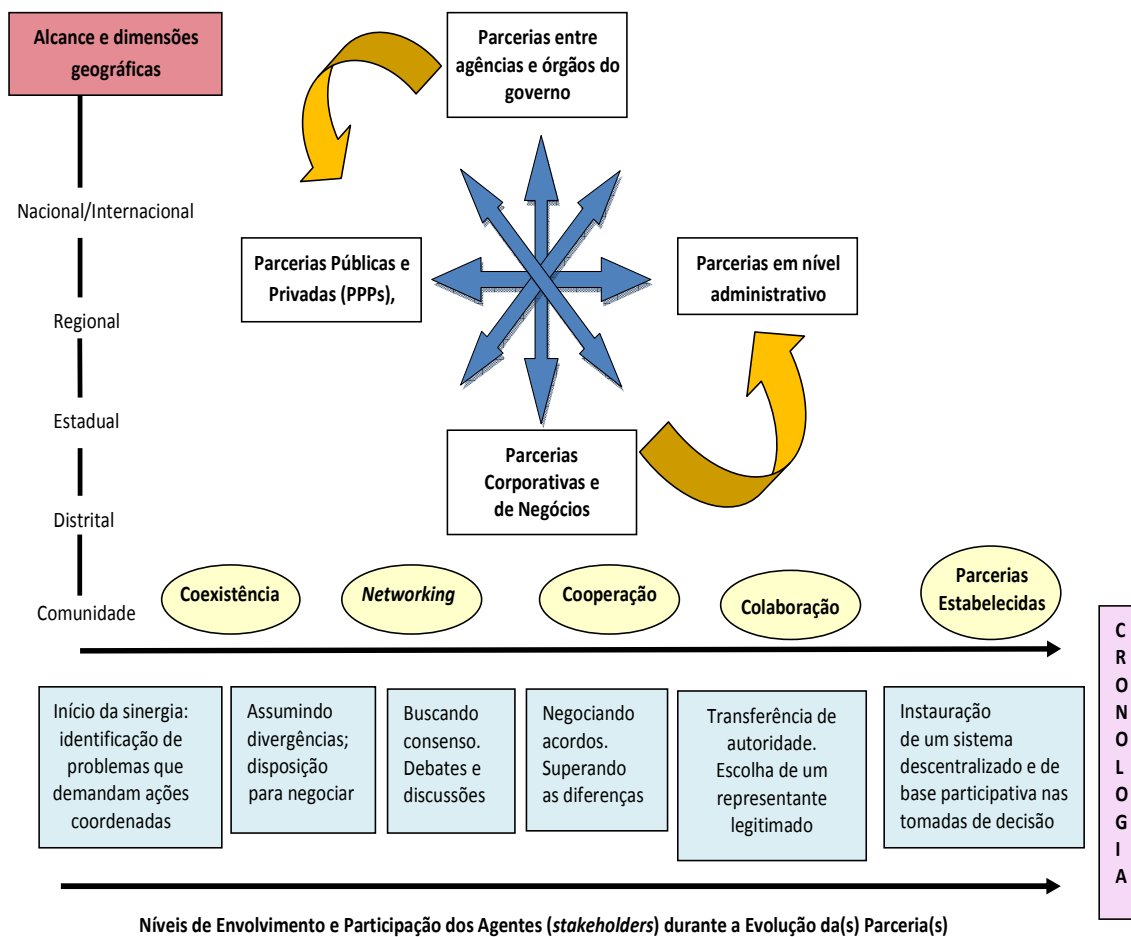 Alcance e dimensões
geográficas
Parcerias entre
agências e órgãos do
governo
Nacional/Internacional
Parcerias Públicas e
Privadas (PPPs),
Parcerias em nível
administrativo
Regional
Estadual
Parcerias
Corporativas e
de Negócios
Distrital
Comunidade
Coexistência
Networking
Cooperação
Colaboração
Parcerias
Estabelecidas
Início da sinergia:
identificação de
problemas que
demandam ações
coordenadas
Assumindo
divergências;
disposição
para negociar
Buscando
consenso.
Debates e
discussões
Negociando
acordos.
Superando
as diferenças
Transferência de
autoridade.
Escolha de um
representante
legitimado
Instauração
de um sistema
descentralizado e de
base participativa nas
tomadas de decisão
C
R
O
N
O
L
O
G
I
A
Níveis de Envolvimento e Participação dos Agentes (stakeholders) durante a Evolução da(s) Parceria(s)